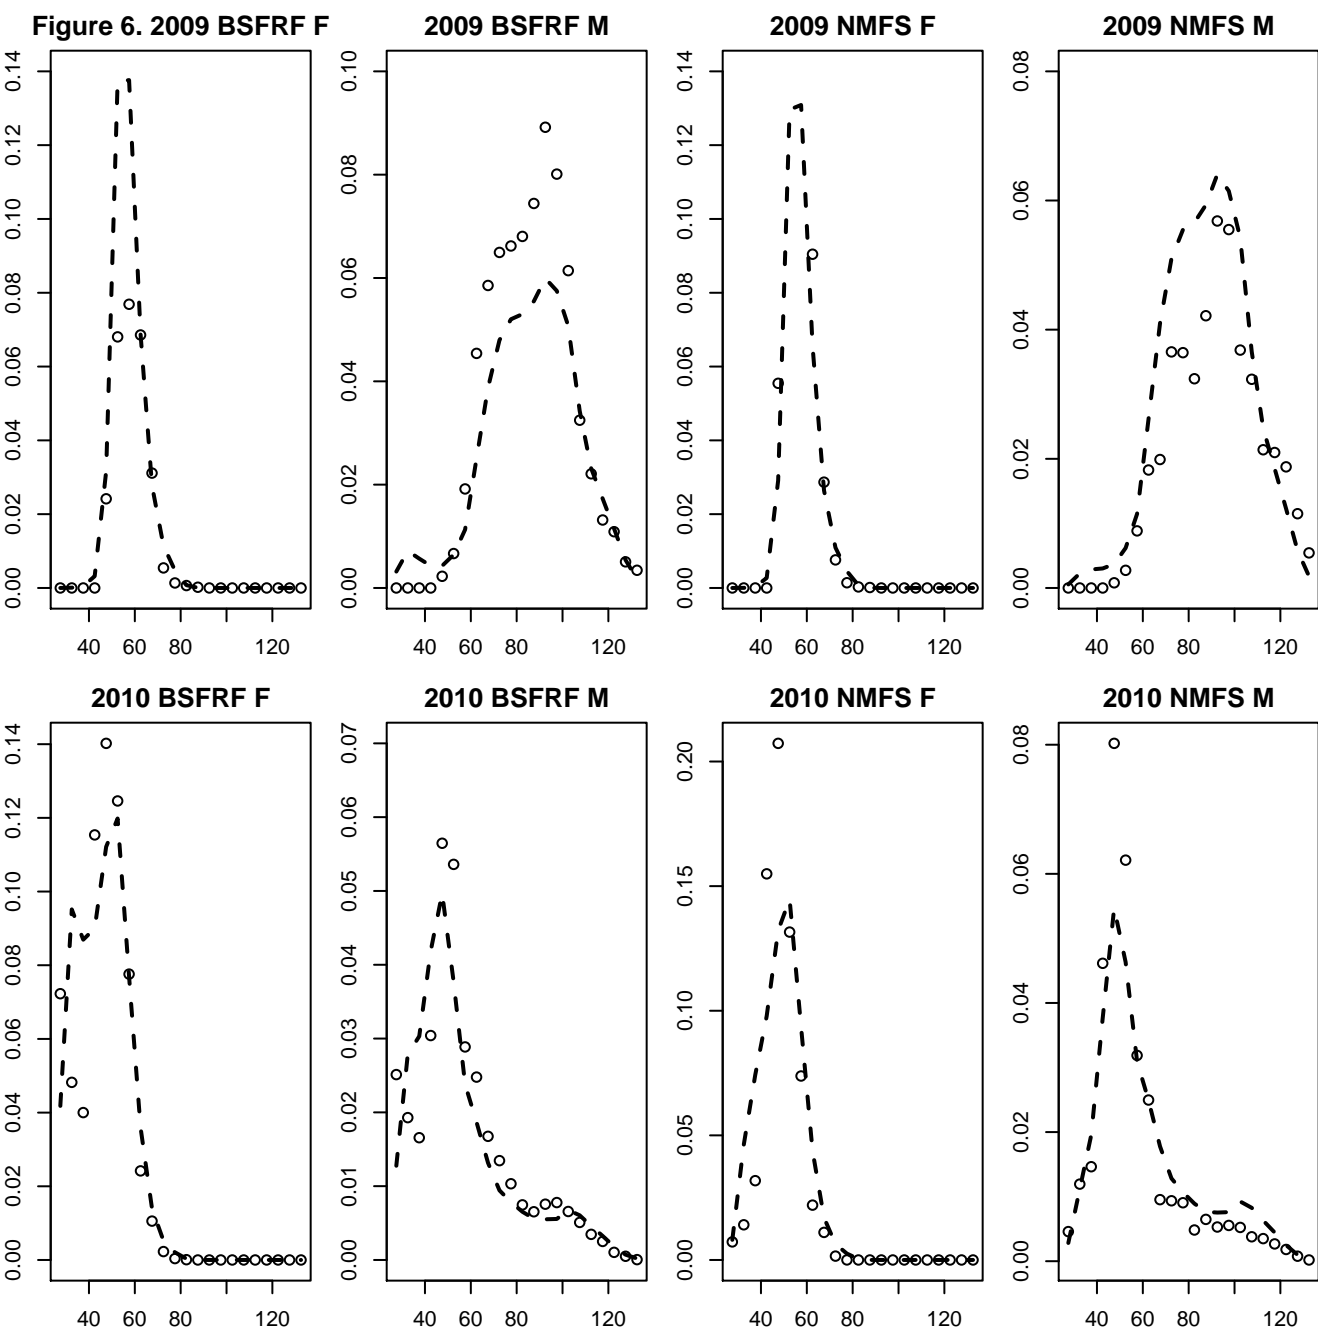 Figure 6. 2009 BSFRF F
2009 BSFRF M
2009 NMFS F
2009 NMFS M
0.00 0.02 0.04 0.06 0.08 0.10 0.12 0.14
0.00 0.02 0.04 0.06 0.08 0.10
0.00 0.02 0.04 0.06 0.08 0.10 0.12 0.14
0.00 0.02 0.04 0.06 0.08
40 60 80 120
40 60 80 120
40 60 80 120
40 60 80 120
2010 BSFRF F
2010 BSFRF M
2010 NMFS F
2010 NMFS M
0.00 0.02 0.04 0.06 0.08 0.10 0.12 0.14
0.00 0.01 0.02 0.03 0.04 0.05 0.06 0.07
0.00 0.05 0.10 0.15 0.20
0.00 0.02 0.04 0.06 0.08
40 60 80 120
40 60 80 120
40 60 80 120
40 60 80 120